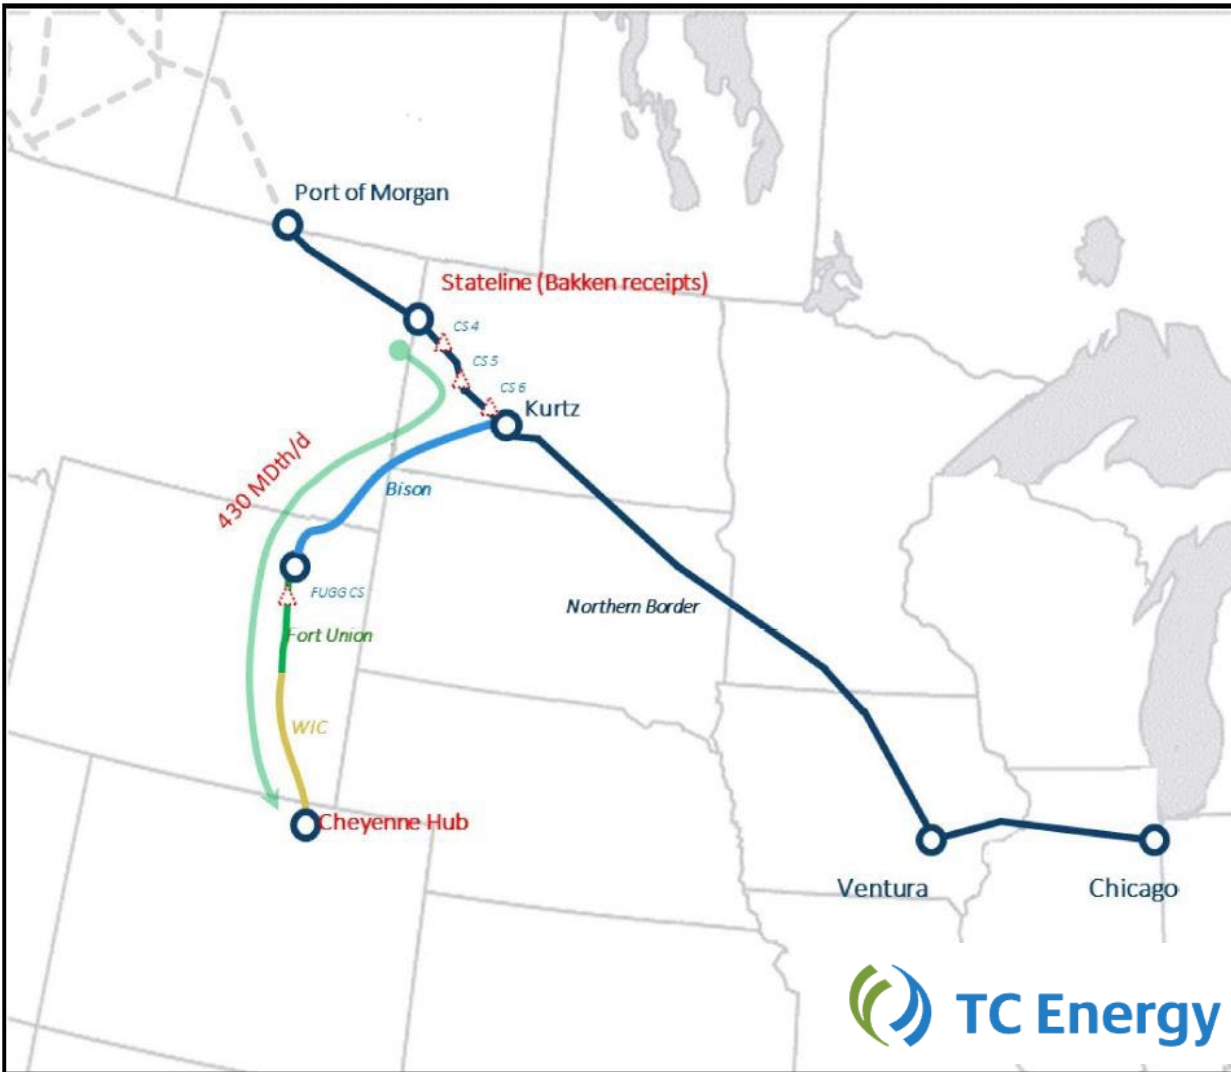 Port of Morgan
Stateline (Bakken receipts)
CS 4
CS 5
CS 6
Kurtz
430 MDth/d
Bison
FUGG CS
Northern Border
Fort Union
WIC
Cheyenne Hub
Ventura
Chicago
TC Energy